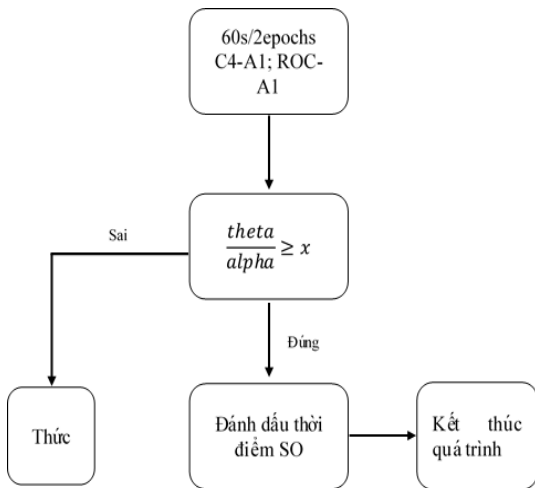 60s/2epochs
C4-A1; ROC-
A1
theta
alpha
≥ x
Sai
Đúng
Thức
Đánh dấu thời
điểm SO
Kết thúc
quá trình